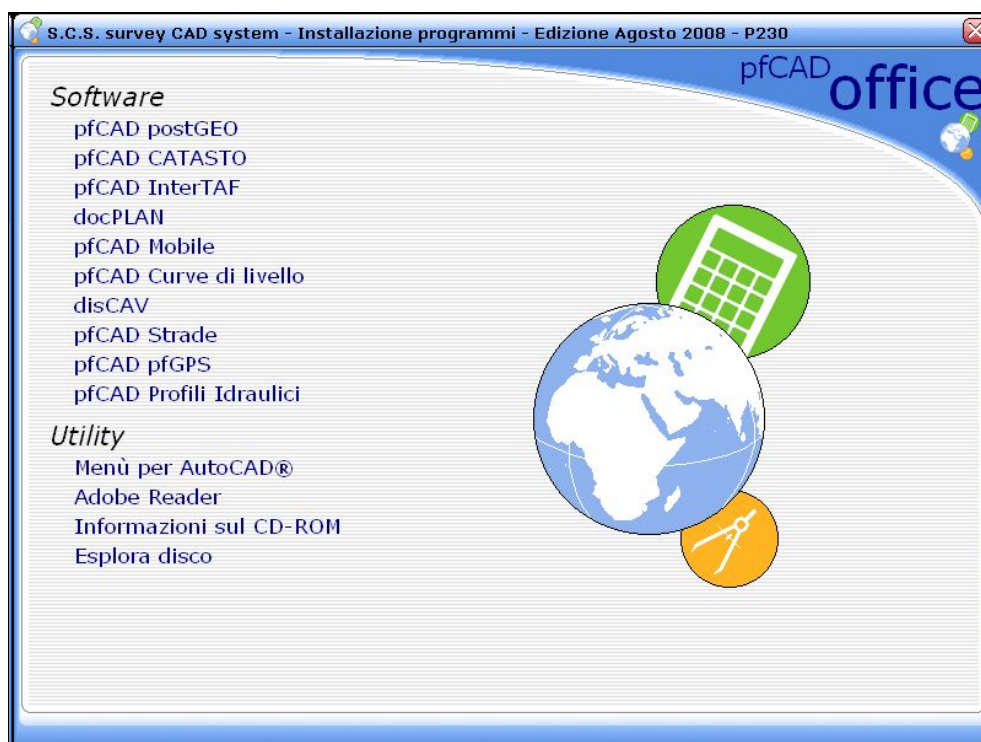 S.C.S. survey CAD system - Installazione programmi - Edizione Agosto 2008 - P230
pfCAD office
Software
pfCAD postGEO
pfCAD CATASTO
pfCAD InterTAF
docPLAN
pfCAD Mobile
pfCAD Curve di livello
disCAV
pfCAD Strade
pfCAD pfGPS
pfCAD Profili Idraulici
Utility
Menù per AutoCAD®
Adobe Reader
Informazioni sul CD-ROM
Esplora disco